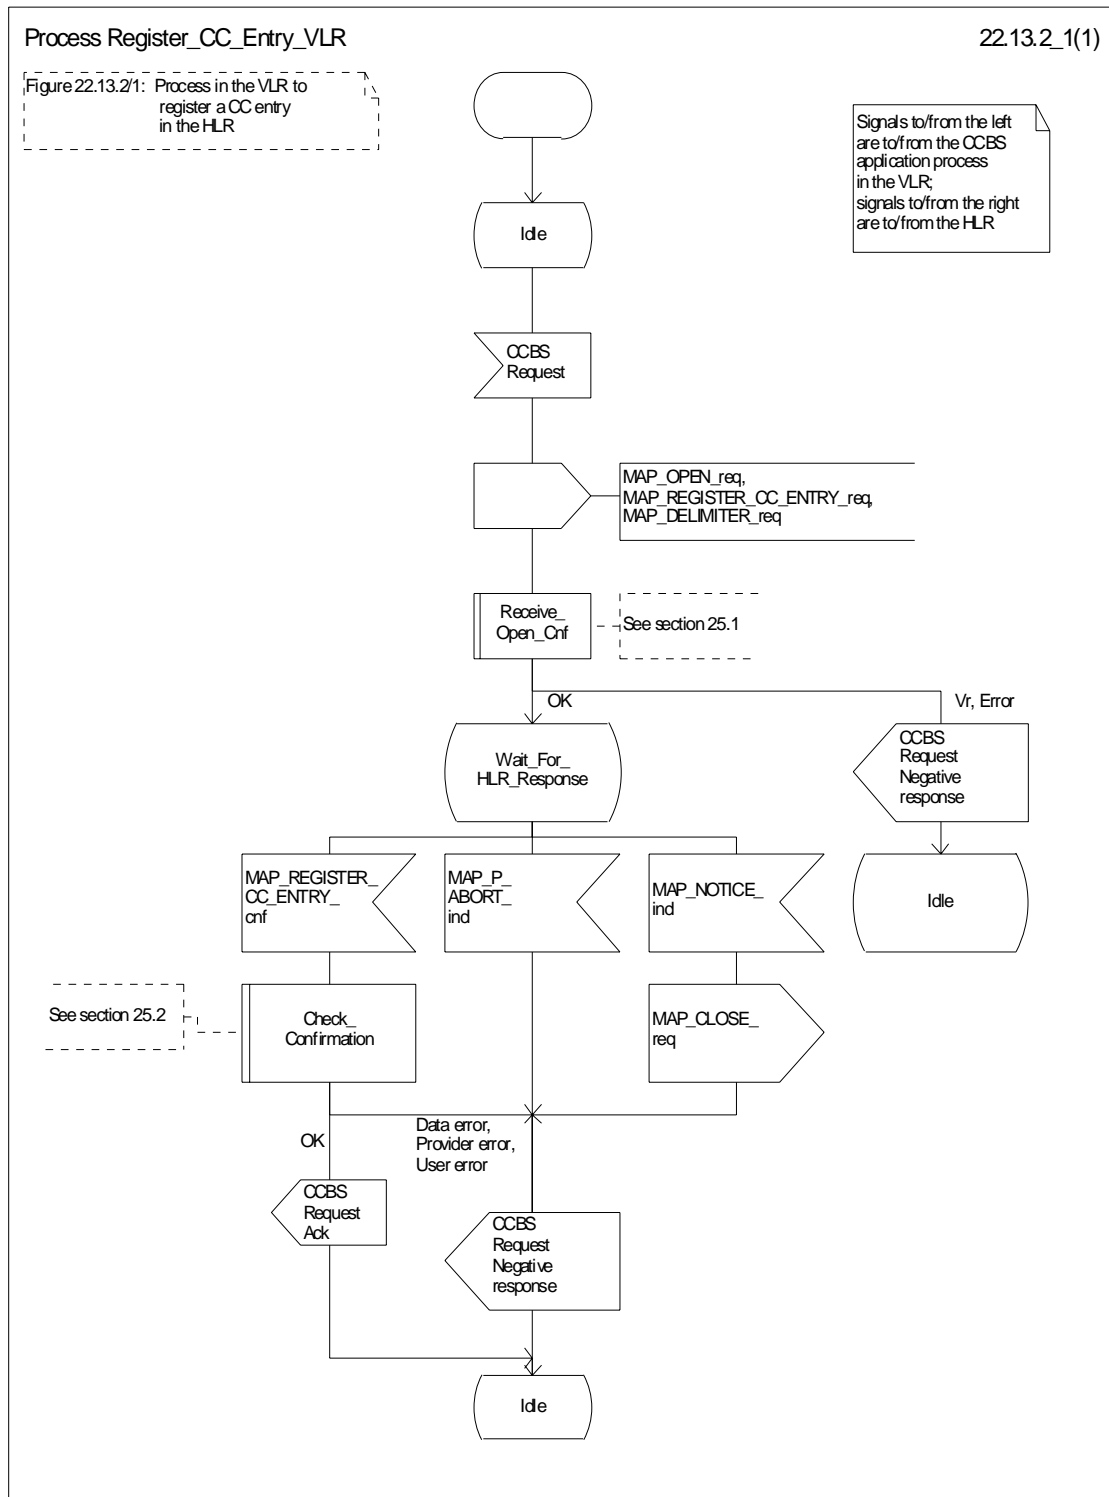 Process Register_CC_Entry_VLR
22.13.2_1(1)
Figure 22.13.2/1: Process in the VLR to
register a CC entry
in the HLR
Signals to/from the left
are to/from the CCBS
application process
in the VLR;
signals to/from the right
are to/from the HLR
Idle
CCBS
Request
MAP_OPEN_req,
MAP_REGISTER_CC_ENTRY_req,
MAP_DELIMITER_req
Receive_
Open_Cnf
See section 25.1
OK
Vr, Error
Wait_For_
HLR_Response
CCBS
Request
Negative
response
MAP_REGISTER_
CC_ENTRY_
cnf
MAP_P_
ABORT_
ind
MAP_NOTICE_
ind
Idle
See section 25.2
Check_
Confirmation
MAP_CLOSE_
req
OK
Data error,
Provider error,
User error
CCBS
Request
Ack
CCBS
Request
Negative
response
Idle